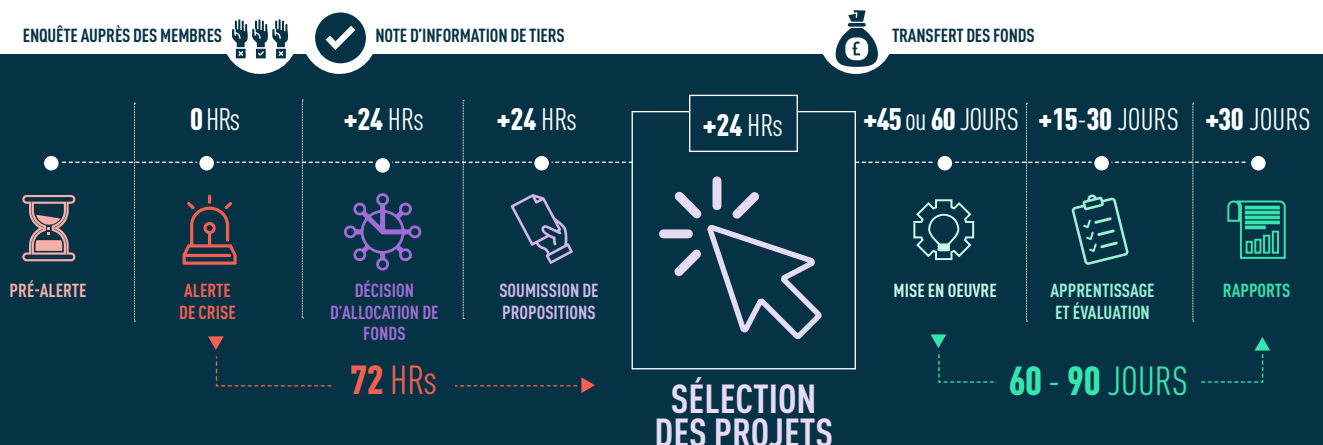 ENQUÊTE AUPRÈS DES MEMBRES
NOTE D'INFORMATION DE TIERS
£
TRANSFERT DES FONDS
0 HRs
+24 HRs
+24 HRs
+24 HRs
+45 ou 60 JOURS
+15-30 JOURS
+30 JOURS
PRÉ-ALERTE
ALERTE
DE CRISE
DÉCISION
D'ALLOCATION DE
FONDS
SOUMISSION DE
PROPOSITIONS
SÉLECTION
DES PROJETS
MISE EN OEUVRE
APPRENTISSAGE
ET ÉVALUATION
RAPPORTS
72 HRs
60 - 90 JOURS